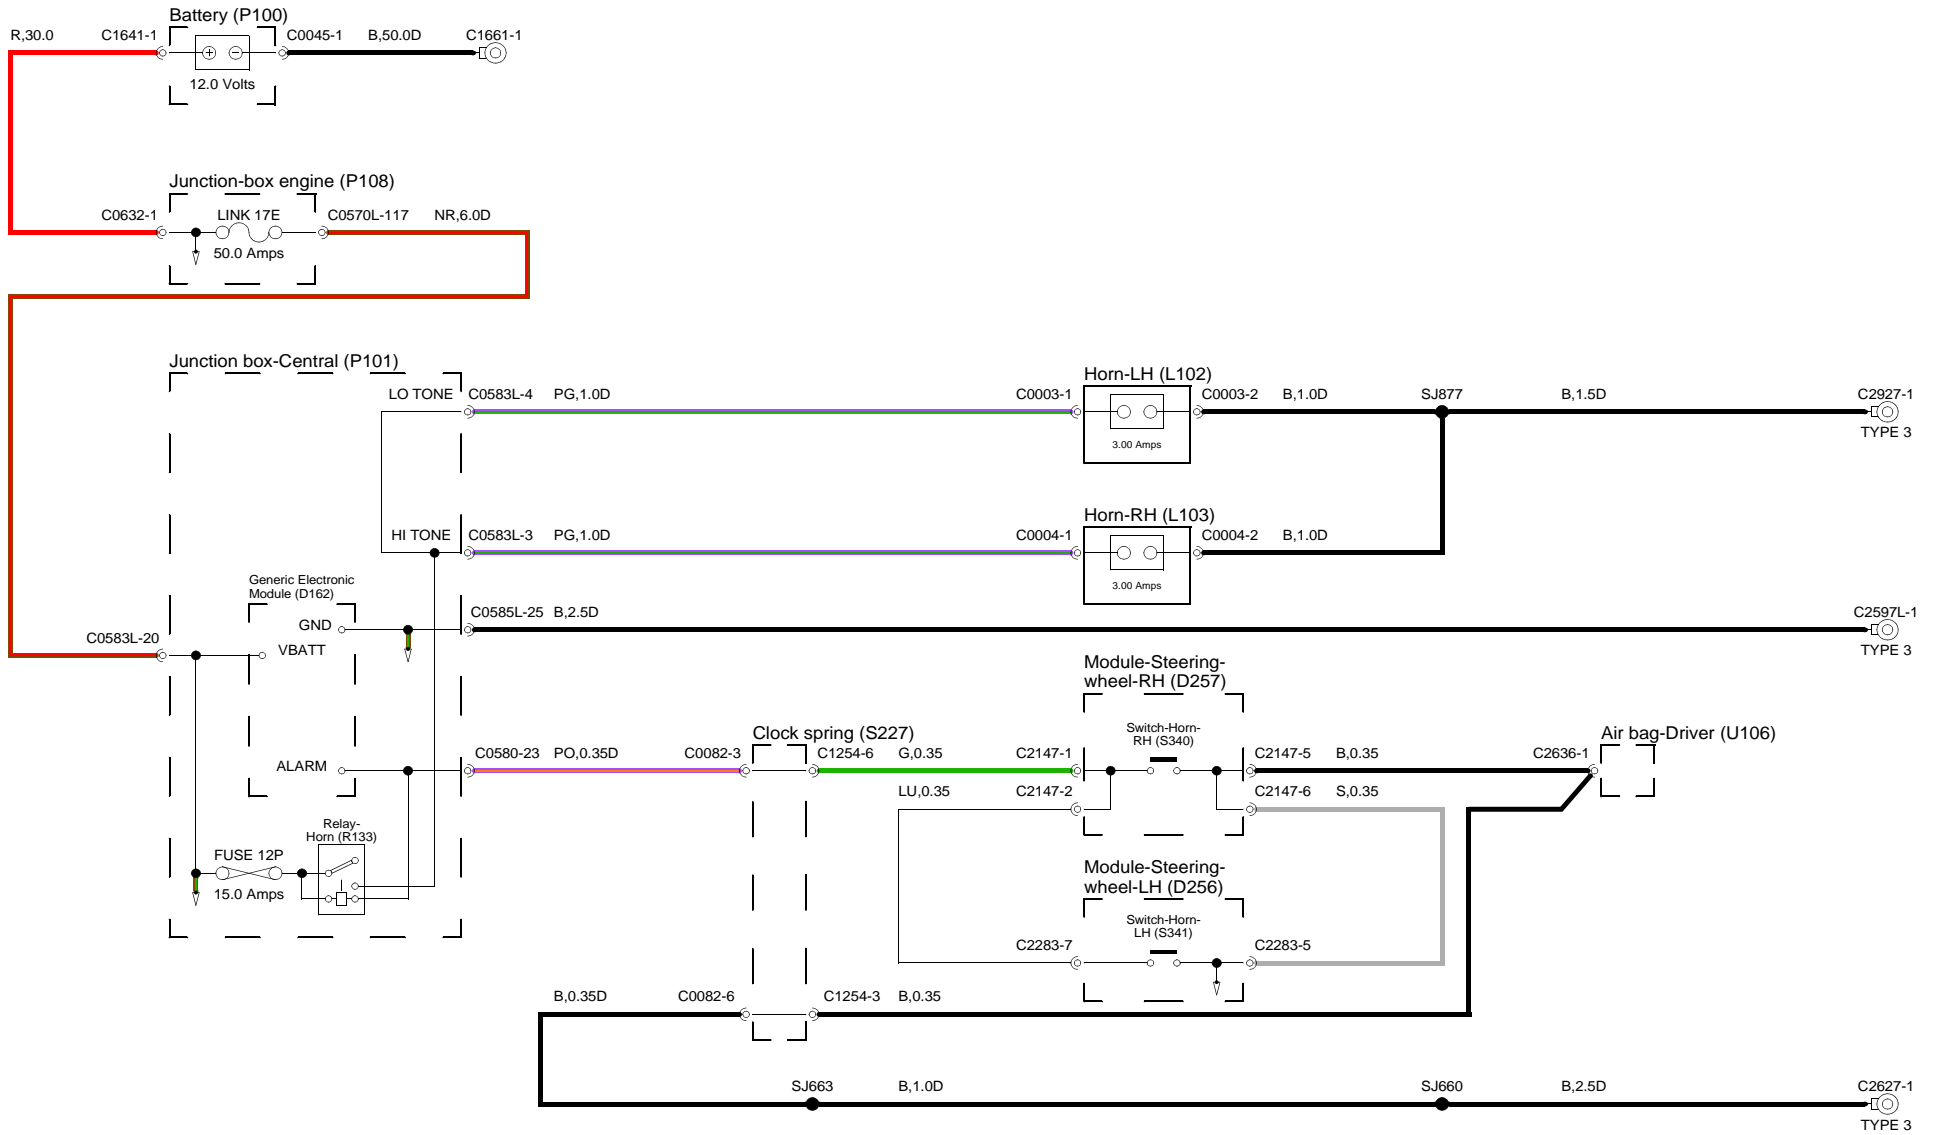 Battery (P100)
R,30.0 C1641-1 C0045-1 B,50.0D C1661-1
12.0 Volts
Junction-box engine (P108)
C0632-1 LINK 17E C0570L-117 NR,6.0D
50.0 Amps
Junction box-Central (P101)
Horn-LH (L102)
LO TONE C0583L-4 PG,1.0D C0003-1 C0003-2 B,1.0D SJ877 B,1.5D C2927-1
TYPE 3
3.00 Amps
Horn-RH (L103)
HI TONE C0583L-3 PG,1.0D C0004-1 C0004-2 B,1.0D
3.00 Amps
Generic Electronic
Module (D162)
GND C0585L-25 B,2.5D C2597L-1
C0583L-20 VBATT TYPE 3
Module-Steering-
wheel-RH (D257)
Switch-Horn-
RH (S340)
Clock spring (S227) Air bag-Driver (U106)
ALARM C0580-23 PO,0.35D C0082-3 C1254-6 G,0.35 C2147-1 C2147-5 B,0.35 C2636-1
LU,0.35 C2147-2 C2147-6 S,0.35
Relay-
Horn (R133)
FUSE 12P
15.0 Amps
Module-Steering-
wheel-LH (D256)
Switch-Horn-
LH (S341)
C2283-7 C2283-5
B,0.35D C0082-6 C1254-3 B,0.35
SJ663 B,1.0D SJ660 B,2.5D C2627-1
TYPE 3